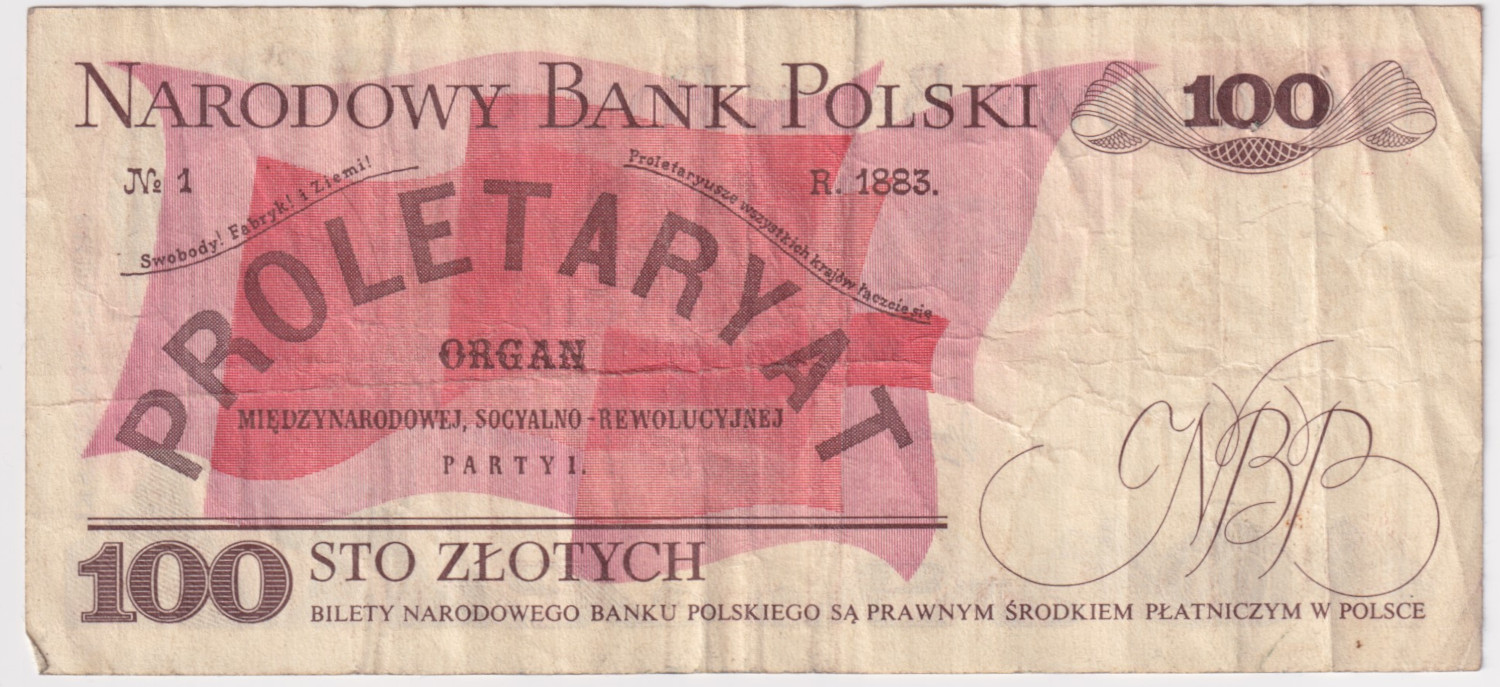 NARODOWY BANK POLSKI 100
№ 1
R. 1883.
Swobody! Fabryk! i Ziemi!
Proletaryusze wszystkich krajów łączcie się
PROLETARYAT
ORGAN
MIĘDZYNARODOWEJ, SOCYALNO-REWOLUCYJNEJ
PARTYI.
NBP
100 STO ZŁOTYCH
BILETY NARODOWEGO BANKU POLSKIEGO SĄ PRAWNYM ŚRODKIEM PŁATNICZYM W POLSCE